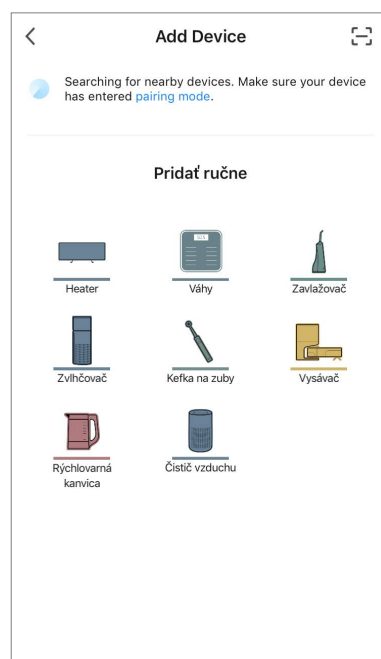 Add Device
Searching for nearby devices. Make sure your device
has entered pairing mode.
Pridať ručne
Heater
Váhy
Zavlažovač
Zvlhčovač
Kefka na zuby
Vysávač
Rýchlovarná
kanvica
Čistič vzduchu